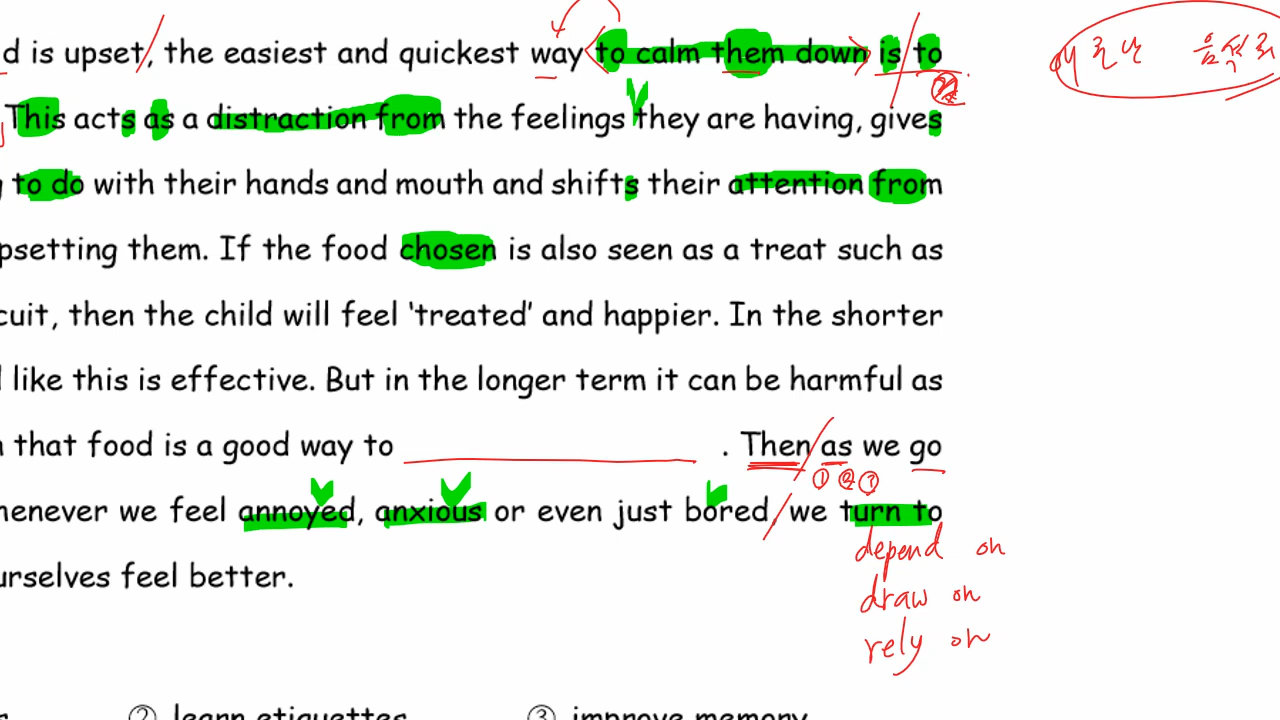 d is upset, the easiest and quickest way to calm them down is to
This acts as a distraction from the feelings they are having, gives
to do with their hands and mouth and shifts their attention from
psetting them. If the food chosen is also seen as a treat such as
cuit, then the child will feel ‘treated’ and happier. In the shorter
like this is effective. But in the longer term it can be harmful as
that food is a good way to . Then as we go
① ② ③
henever we feel annoyed, anxious or even just bored, we turn to
depend on
urselves feel better.
draw on
rely on
② learn etiquettes ③ improve memory